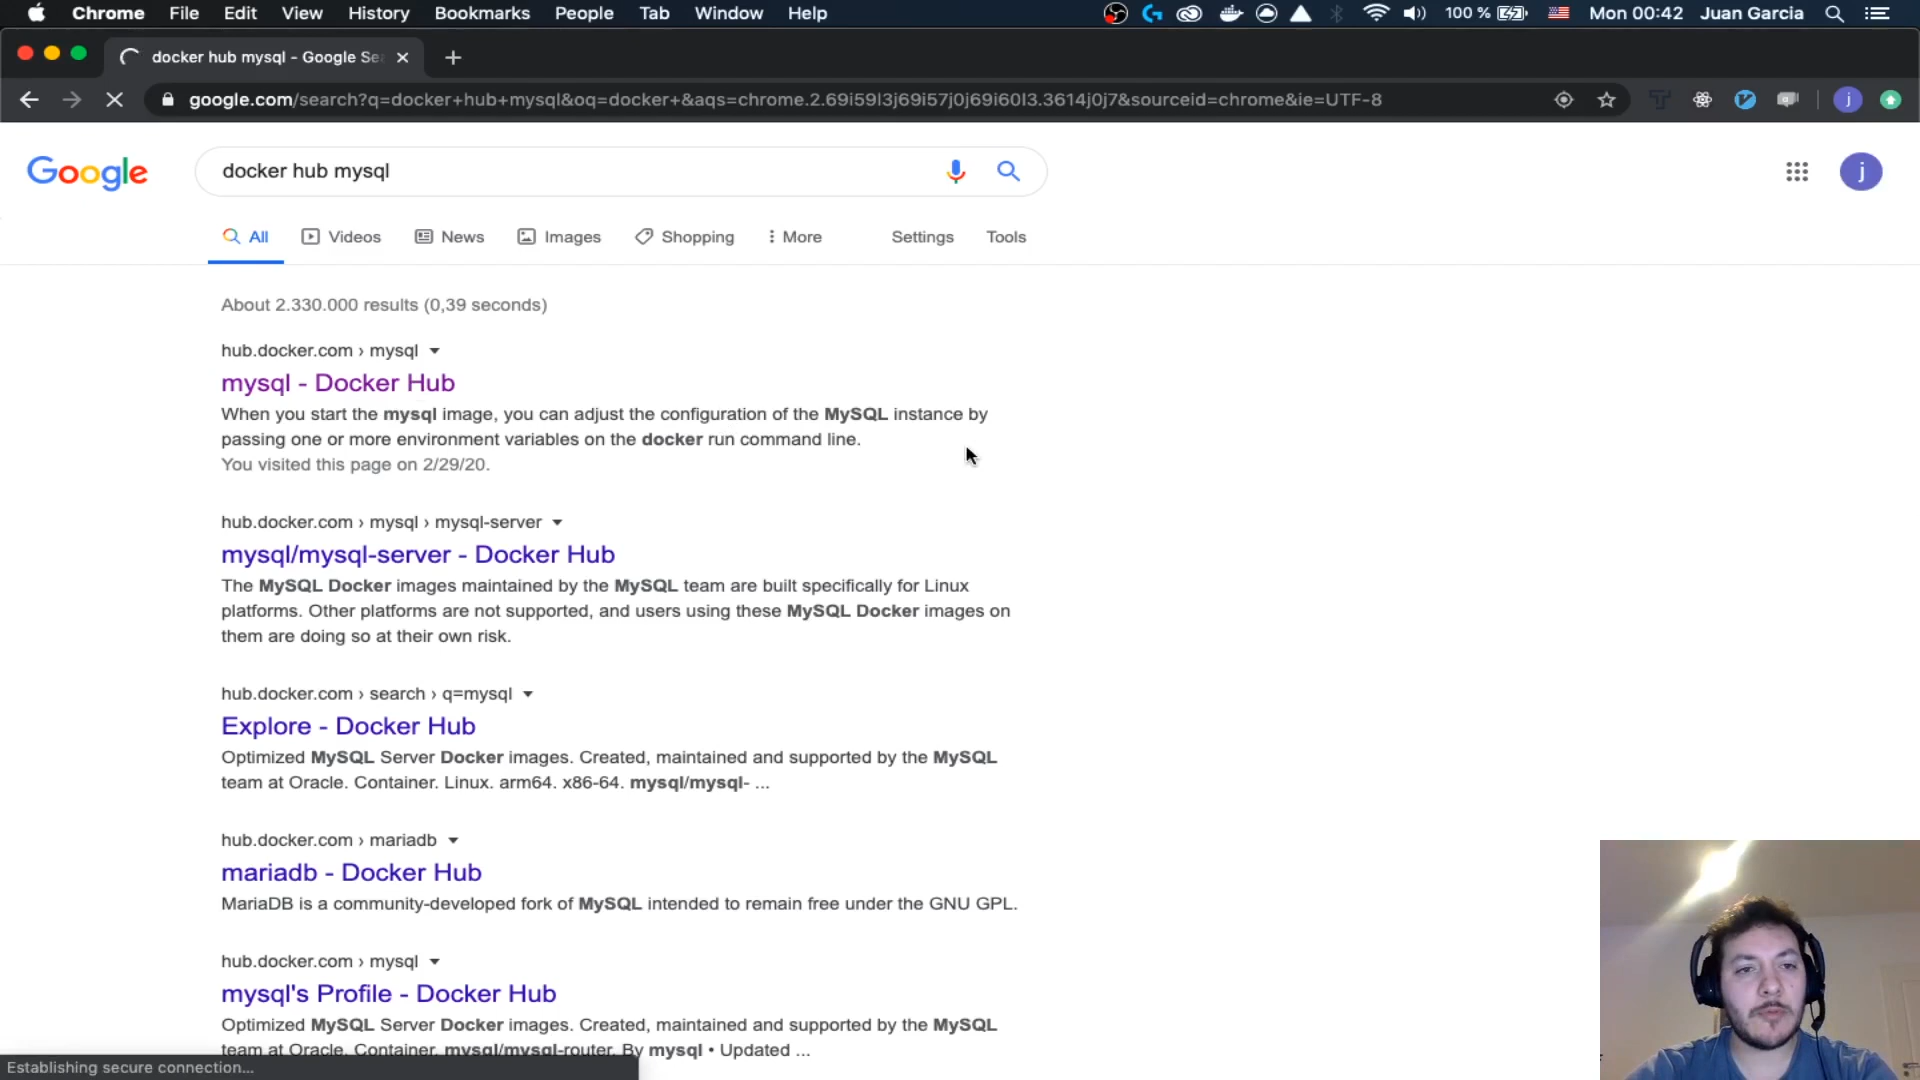 Chrome File Edit View History Bookmarks People Tab Window Help 100 % Mon 00:42 Juan Garcia
docker hub mysql - Google Se
google.com/search?q=docker+hub+mysql&oq=docker+&aqs=chrome.2.69i59l3j69i57j0j69i60l3.3614j0j7&sourceid=chrome&ie=UTF-8 j
Google docker hub mysql j
All Videos News Images Shopping More Settings Tools
About 2.330.000 results (0,39 seconds)
hub.docker.com › mysql
mysql - Docker Hub
When you start the mysql image, you can adjust the configuration of the MySQL instance by
passing one or more environment variables on the docker run command line.
You visited this page on 2/29/20.
hub.docker.com › mysql › mysql-server
mysql/mysql-server - Docker Hub
The MySQL Docker images maintained by the MySQL team are built specifically for Linux
platforms. Other platforms are not supported, and users using these MySQL Docker images on
them are doing so at their own risk.
hub.docker.com › search › q=mysql
Explore - Docker Hub
Optimized MySQL Server Docker images. Created, maintained and supported by the MySQL
team at Oracle. Container. Linux. arm64. x86-64. mysql/mysql- ...
hub.docker.com › mariadb
mariadb - Docker Hub
MariaDB is a community-developed fork of MySQL intended to remain free under the GNU GPL.
hub.docker.com › mysql
mysql's Profile - Docker Hub
Optimized MySQL Server Docker images. Created, maintained and supported by the MySQL
team at Oracle. Container. mysql/mysql-router. By mysql • Updated ...
Establishing secure connection...